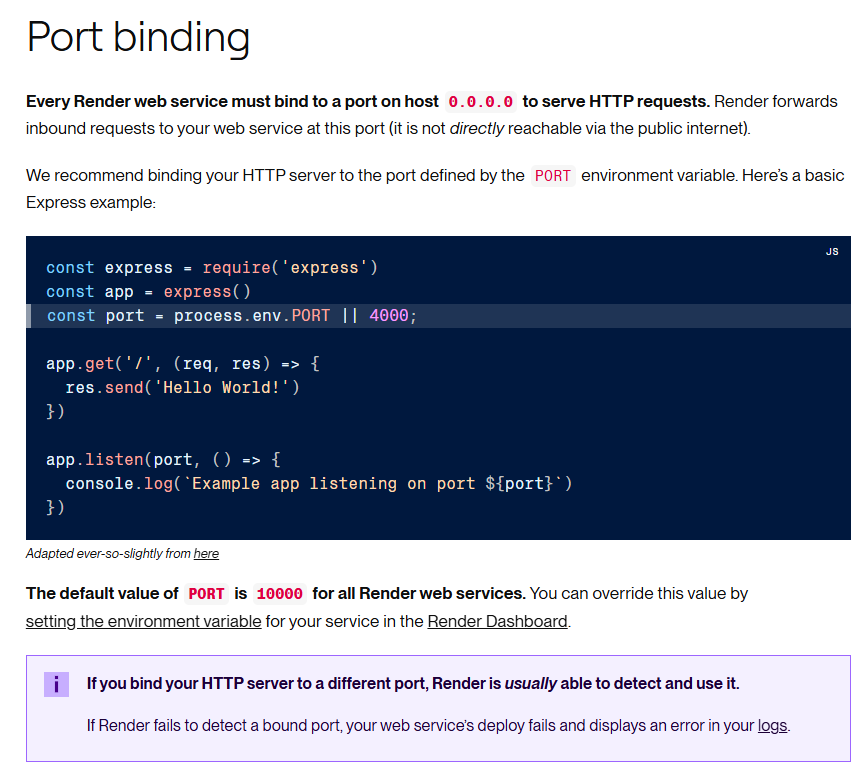 Port binding
Every Render web service must bind to a port on host 0.0.0.0 to serve HTTP requests. Render forwards
inbound requests to your web service at this port (it is not directly reachable via the public internet).
We recommend binding your HTTP server to the port defined by the PORT environment variable. Here's a basic
Express example:
JS
const express = require('express')
const app = express()
const port = process.env.PORT || 4000;
app.get('/', (req, res) => {
  res.send('Hello World!')
})
app.listen(port, () => {
  console.log(`Example app listening on port ${port}`)
})
Adapted ever-so-slightly from here
The default value of PORT is 10000 for all Render web services. You can override this value by
setting the environment variable for your service in the Render Dashboard.
i If you bind your HTTP server to a different port, Render is usually able to detect and use it.
If Render fails to detect a bound port, your web service's deploy fails and displays an error in your logs.